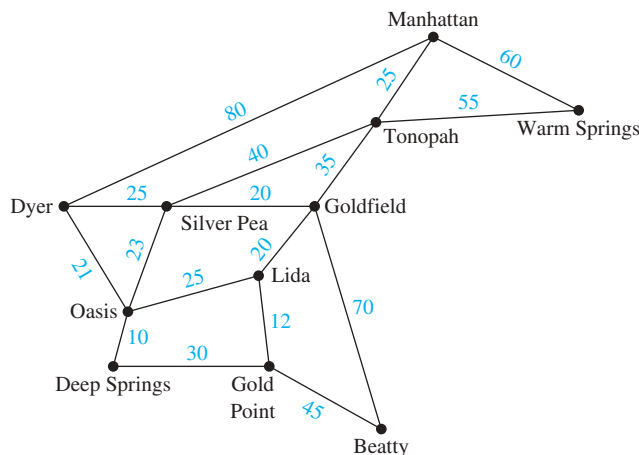 Manhattan
60
25
80
55
Warm Springs
Tonopah
40
35
25
20
Dyer
Silver Pea
Goldfield
23
20
21
25
Lida
Oasis
12
70
10
30
Deep Springs
Gold
Point
45
Beatty